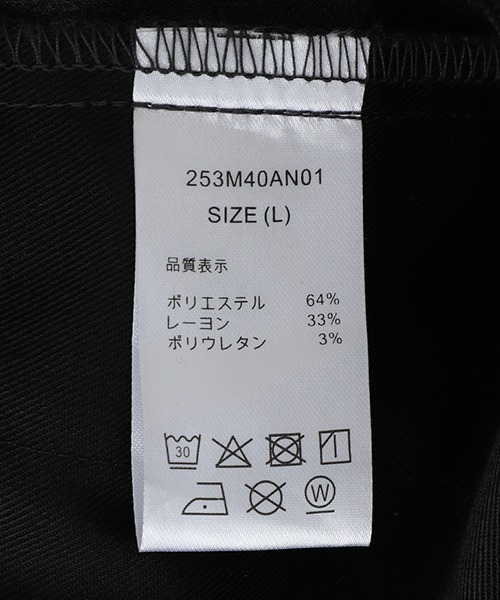 253M40AN01
SIZE (L)
品質表示
ポリエステル 64%
レーヨン 33%
ポリウレタン 3%
30
W